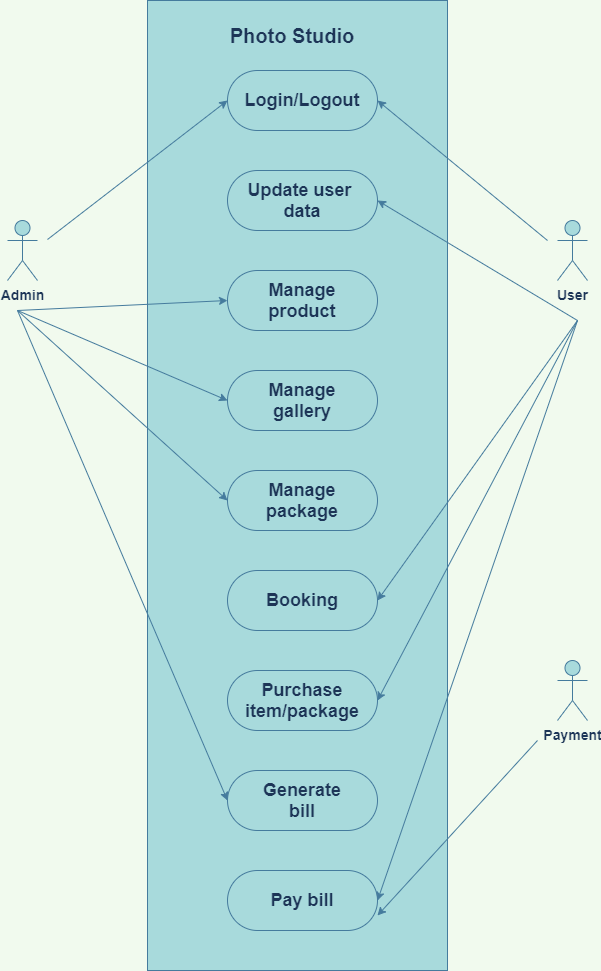 Photo Studio
Login/Logout
Update user
data
Admin
User
Manage
product
Manage
gallery
Manage
package
Booking
Purchase
item/package
Payment
Generate
bill
Pay bill